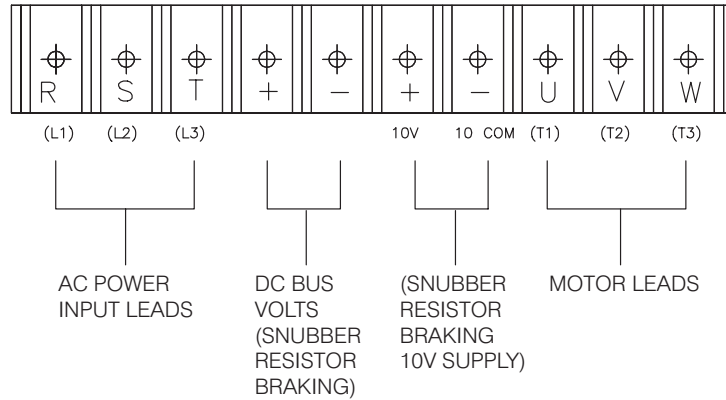 R S T + − + − U V W
(L1) (L2) (L3) 10V 10 COM (T1) (T2) (T3)
AC POWER
INPUT LEADS
DC BUS
VOLTS
(SNUBBER
RESISTOR
BRAKING)
(SNUBBER
RESISTOR
BRAKING
10V SUPPLY)
MOTOR LEADS